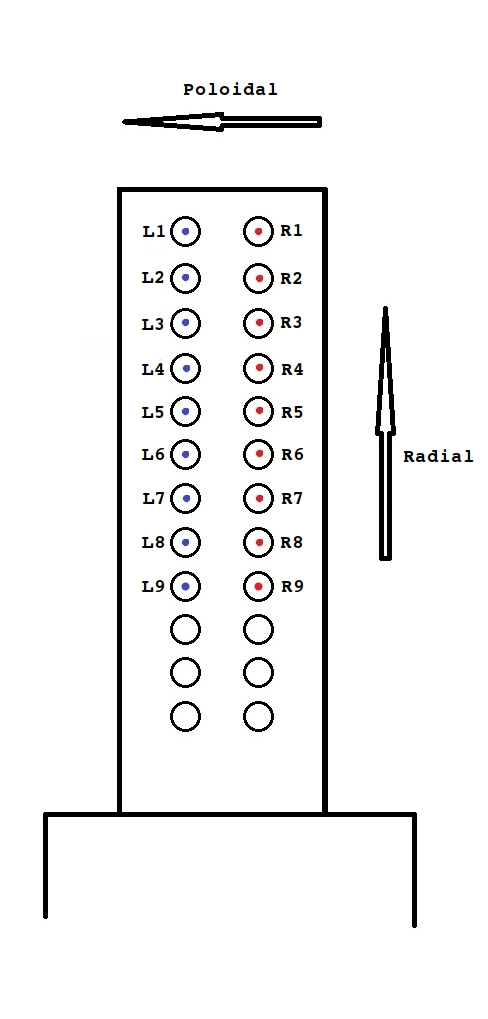 Poloidal
L1 R1
L2 R2
L3 R3
L4 R4
L5 R5
L6 R6
Radial
L7 R7
L8 R8
L9 R9